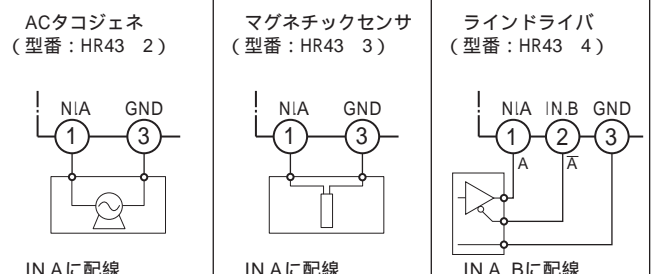 ACタコジェネ
(型番:HR43 2)
NIA GND
1 3
IN Aに配線
マグネチックセンサ
(型番:HR43 3)
NIA GND
1 3
IN Aに配線
ラインドライバ
(型番:HR43 4)
NIA IN.B GND
1 2 3
A A̅
IN A, Bに配線